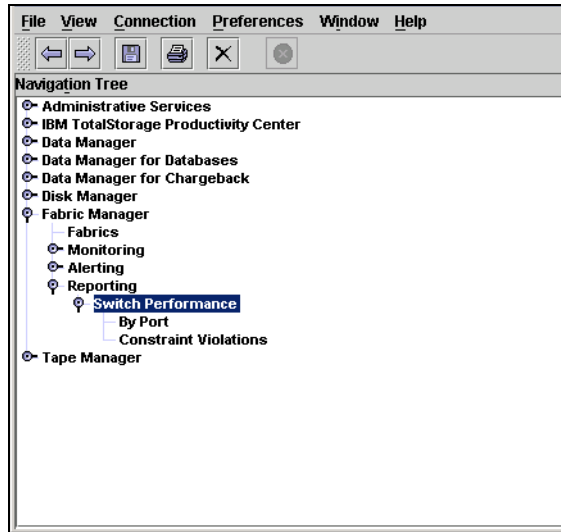 File View Connection Preferences Window Help
Navigation Tree
Administrative Services
IBM TotalStorage Productivity Center
Data Manager
Data Manager for Databases
Data Manager for Chargeback
Disk Manager
Fabric Manager
Fabrics
Monitoring
Alerting
Reporting
Switch Performance
By Port
Constraint Violations
Tape Manager